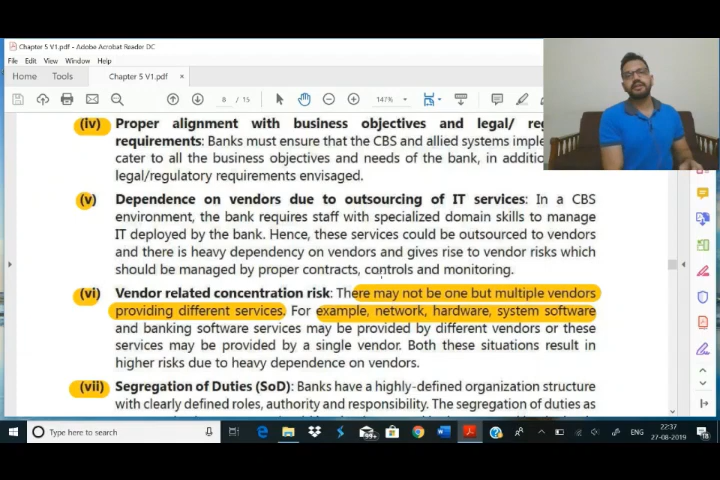 Chapter 5 V1.pdf - Adobe Acrobat Reader DC
File Edit View Window Help
Home Tools Chapter 5 V1.pdf ×
8 / 15 147%
(iv) Proper alignment with business objectives and legal/
requirements: Banks must ensure that the CBS and allied systems
cater to all the business objectives and needs of the bank, in
legal/regulatory requirements envisaged.
(v) Dependence on vendors due to outsourcing of IT services: In a CBS
environment, the bank requires staff with specialized domain skills to manage
IT deployed by the bank. Hence, these services could be outsourced to vendors
and there is heavy dependency on vendors and gives rise to vendor risks which
should be managed by proper contracts, controls and monitoring.
(vi) Vendor related concentration risk: There may not be one but multiple vendors
providing different services. For example, network, hardware, system software
and banking software services may be provided by different vendors or these
services may be provided by a single vendor. Both these situations result in
higher risks due to heavy dependence on vendors.
(vii) Segregation of Duties (SoD): Banks have a highly-defined organization structure
with clearly defined roles, authority and responsibility. The segregation of duties as
Type here to search
99+
ENG
22:37
27-08-2019